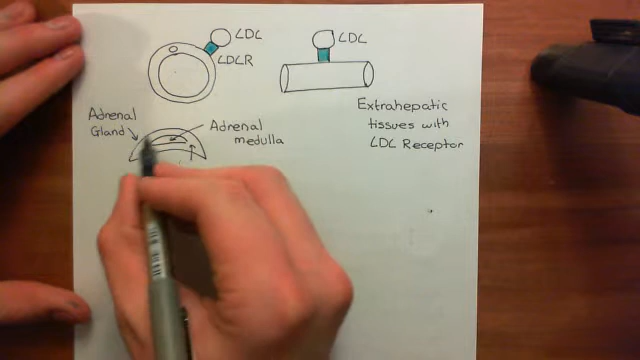 LDL
LDLR
LDL
Extrahepatic
tissues with
LDL Receptor
Adrenal
Gland
Adrenal
medulla